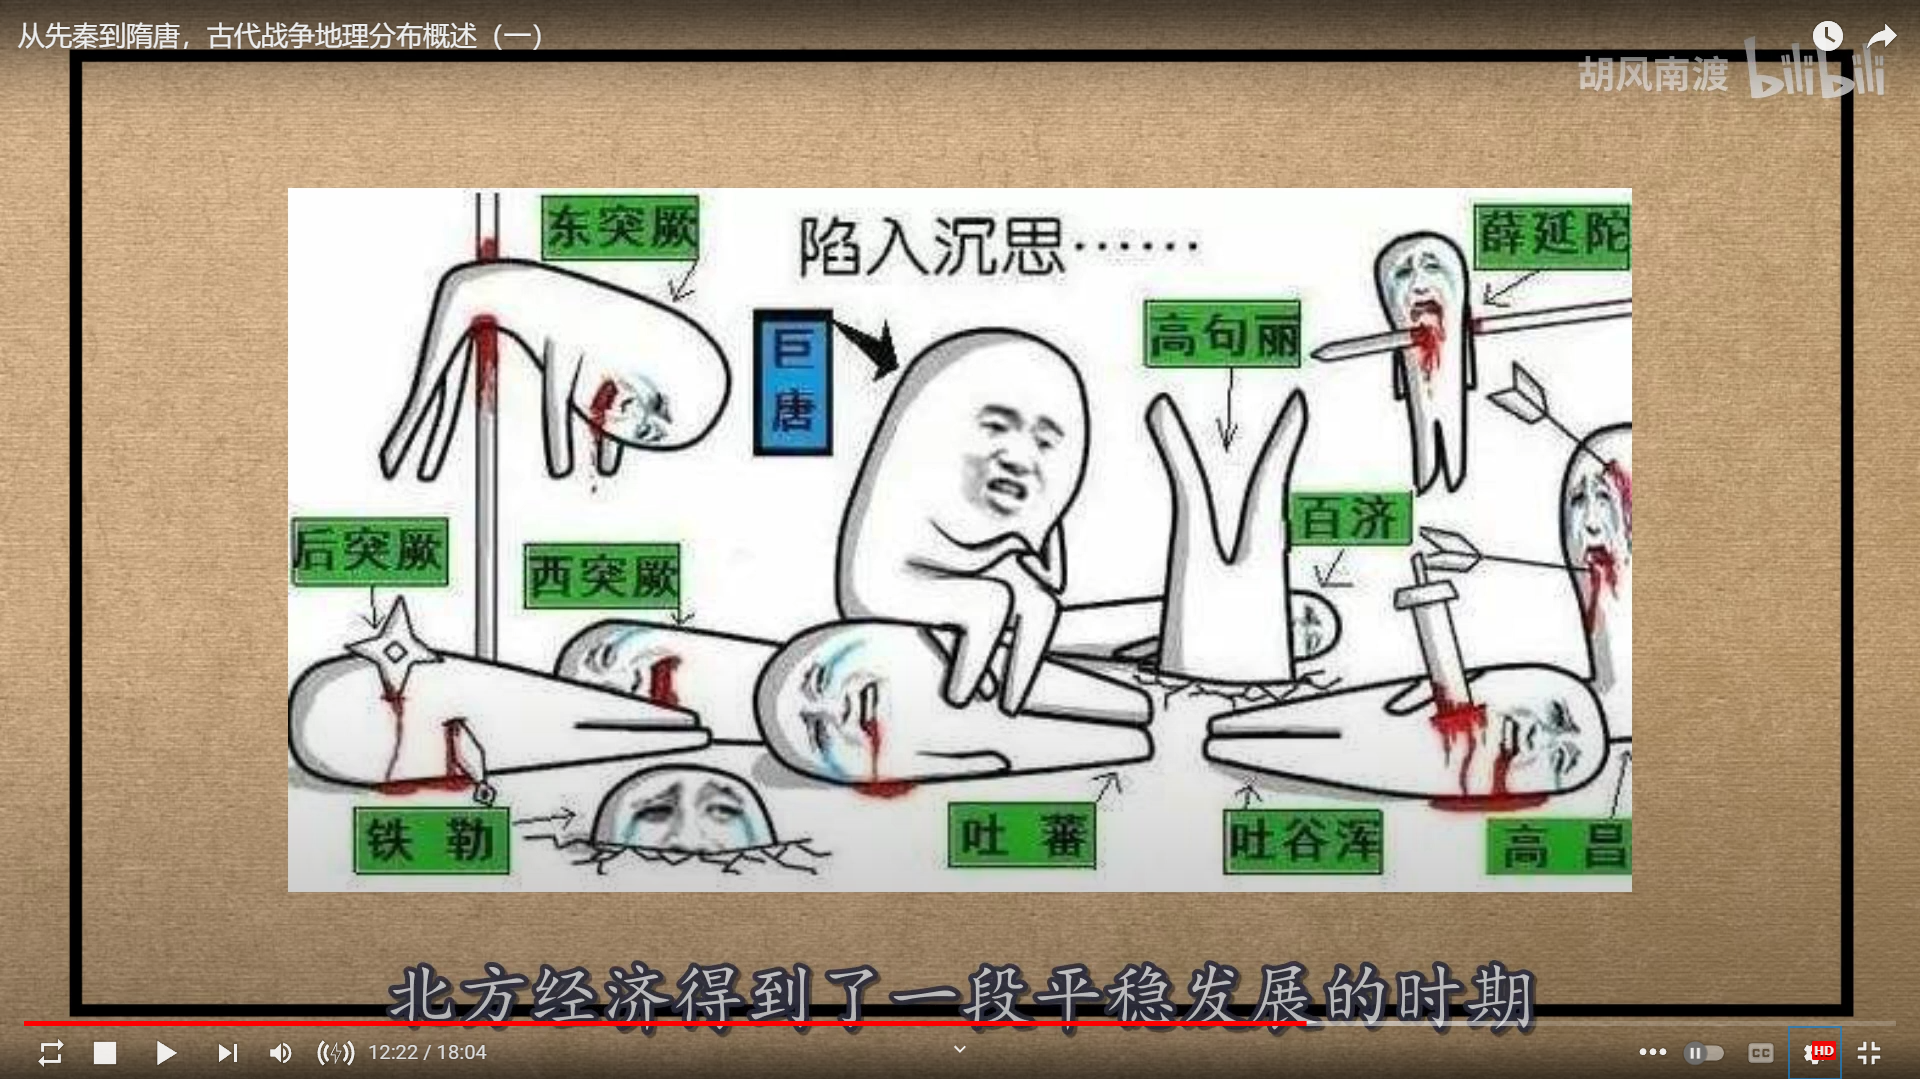 从先秦到隋唐，古代战争地理分布概述（一）
胡风南渡 bilibili
东突厥
陷入沉思······
薛延陀
巨唐
高句丽
百济
后突厥
西突厥
铁勒
吐蕃
吐谷浑
高昌
北方经济得到了一段平稳发展的时期
12:22 / 18:04
CC
HD